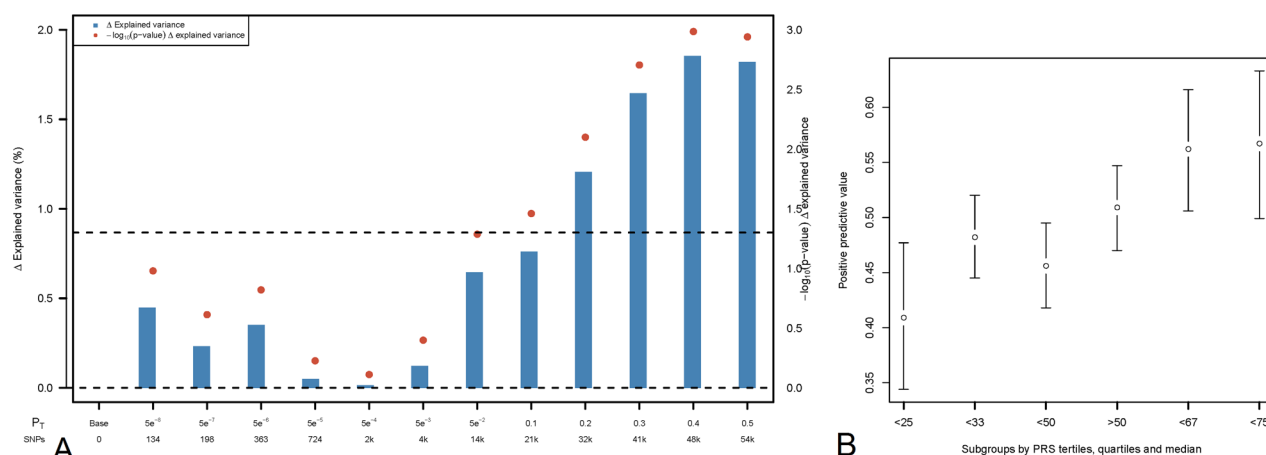 A
Δ Explained variance
−log₁₀(p−value) Δ explained variance
Δ Explained variance (%)
2.0
1.5
1.0
0.5
0.0
3.0
2.5
2.0
1.5
1.0
0.5
0.0
−log₁₀(p−value) Δ explained variance
P_T Base 5e⁻⁸ 5e⁻⁷ 5e⁻⁶ 5e⁻⁵ 5e⁻⁴ 5e⁻³ 5e⁻² 0.1 0.2 0.3 0.4 0.5
SNPs 0 134 198 363 724 2k 4k 14k 21k 32k 41k 48k 54k
A
B
Positive predictive value
0.60
0.55
0.50
0.45
0.40
0.35
<25 <33 <50 >50 <67 <75
Subgroups by PRS tertiles, quartiles and median
B